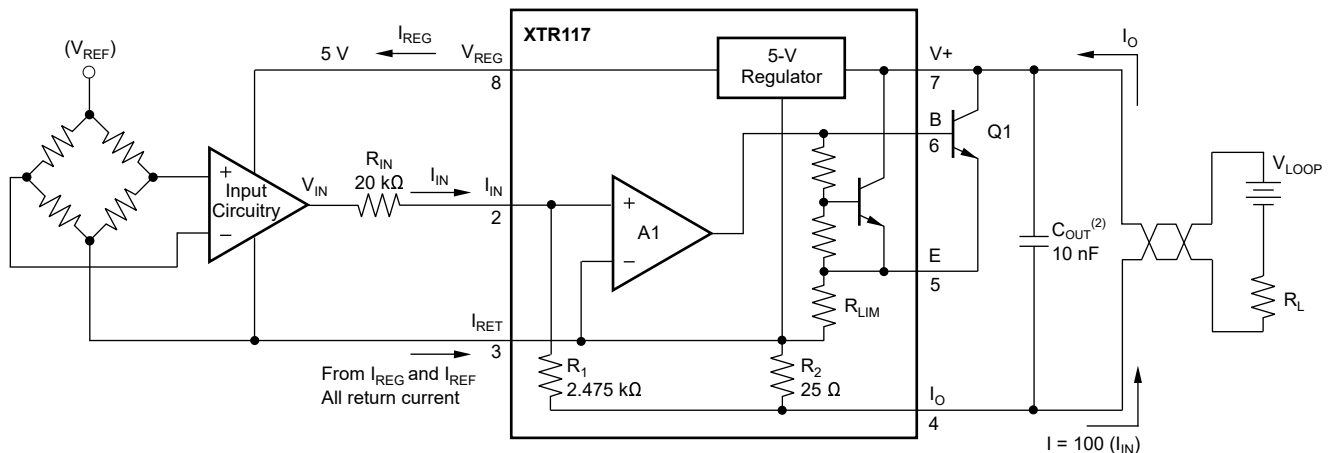 XTR117
I_REG
V_REG
8
5 V
(V_REF)
5-V
Regulator
V+
7
I_O
B
6
Q1
R_IN
20 kΩ
V_IN
I_IN
I_IN
2
+
−
Input
Circuitry
+
−
A1
V_LOOP
C_OUT(2)
10 nF
E
5
R_LIM
R_L
I_RET
3
From I_REG and I_REF
All return current
R_1
2.475 kΩ
R_2
25 Ω
I_O
4
I = 100 (I_IN)